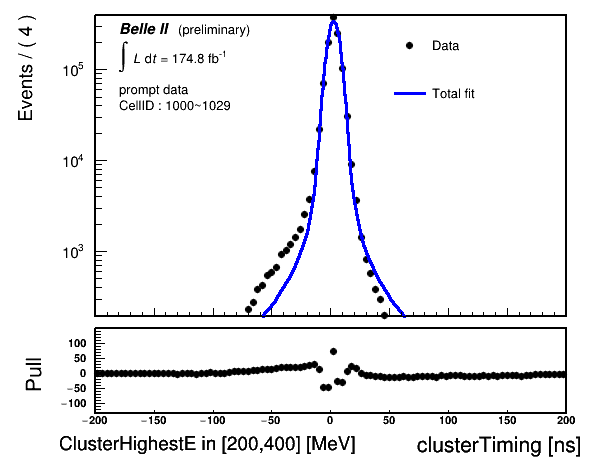 Belle II (preliminary)
∫ L dt = 174.8 fb⁻¹
prompt data
CellID : 1000~1029
Data
Total fit
Events / ( 4 )
10⁵
10⁴
10³
Pull
100
50
0
−50
−100
−200 −150 −100 −50 0 50 100 150 200
ClusterHighestE in [200,400] [MeV] clusterTiming [ns]